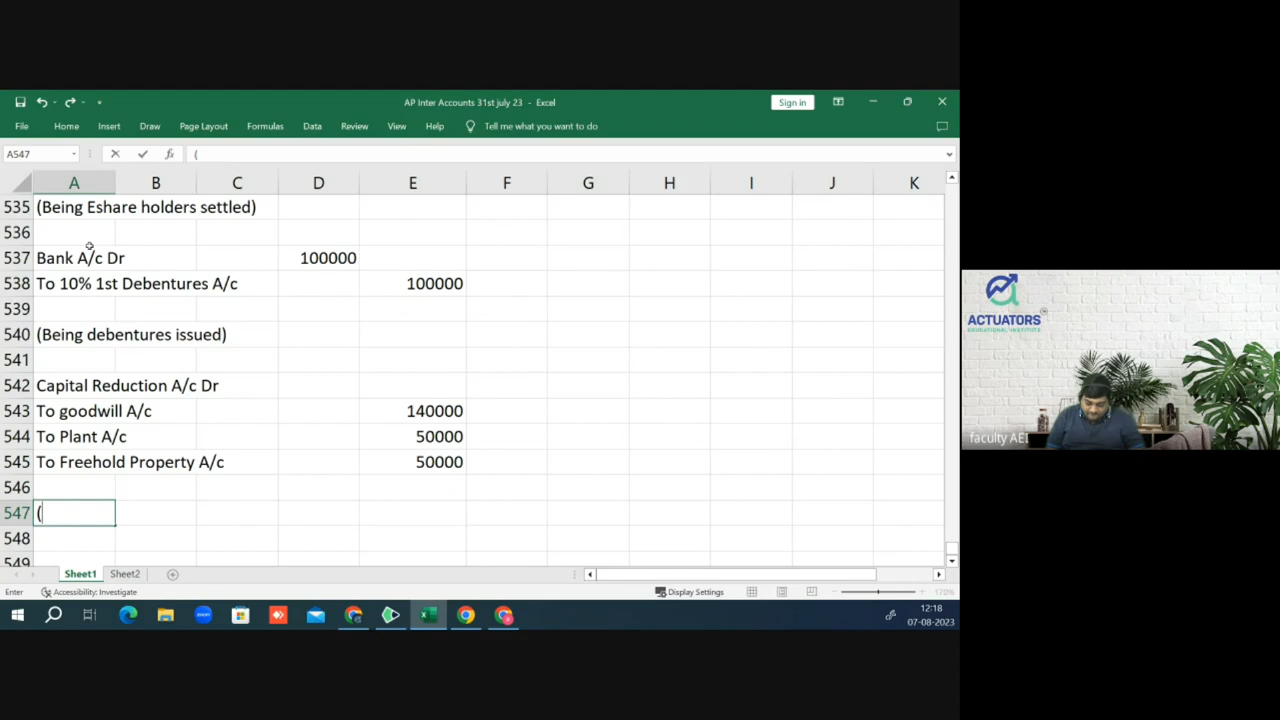 AP Inter Accounts 31st july 23 - Excel
Sign in
File Home Insert Draw Page Layout Formulas Data Review View Help Tell me what you want to do
A547 fx (
A B C D E F G H I J K
535 (Being Eshare holders settled)
536
537 Bank A/c Dr 100000
538 To 10% 1st Debentures A/c 100000
539
540 (Being debentures issued)
541
542 Capital Reduction A/c Dr
543 To goodwill A/c 140000
544 To Plant A/c 50000
545 To Freehold Property A/c 50000
546
547 (
548
549
Sheet1 Sheet2
Enter Accessibility: Investigate Display Settings 170%
zoom
12:18
07-08-2023
ACTUATORS
EDUCATIONAL INSTITUTE
faculty AEI